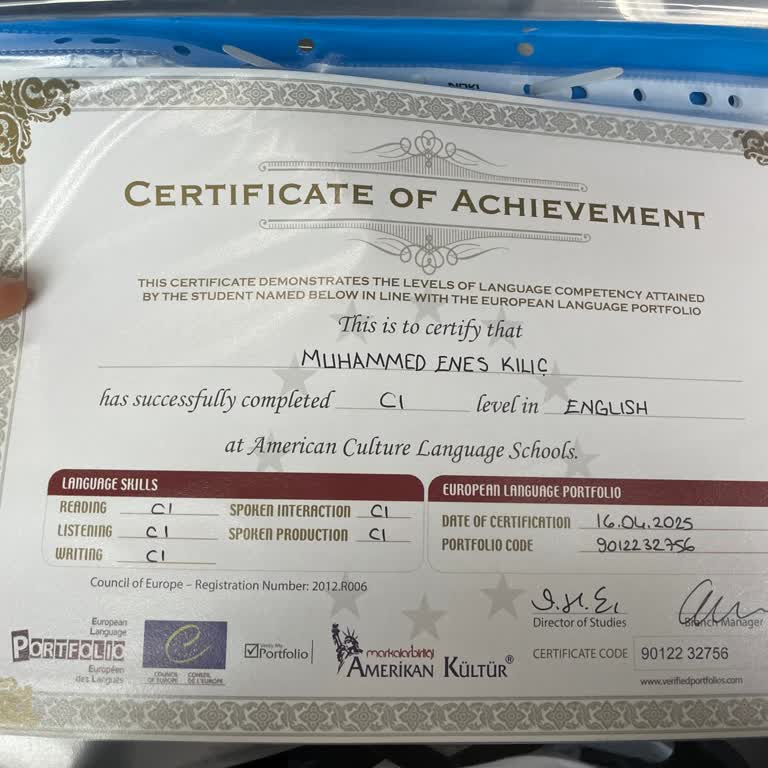 CERTIFICATE OF ACHIEVEMENT
THIS CERTIFICATE DEMONSTRATES THE LEVELS OF LANGUAGE COMPETENCY ATTAINED
BY THE STUDENT NAMED BELOW IN LINE WITH THE EUROPEAN LANGUAGE PORTFOLIO
This is to certify that
MUHAMMED ENES KILIÇ
has successfully completed C1 level in ENGLISH
at American Culture Language Schools.
LANGUAGE SKILLS
READING C1 SPOKEN INTERACTION C1
LISTENING C1 SPOKEN PRODUCTION C1
WRITING C1
EUROPEAN LANGUAGE PORTFOLIO
DATE OF CERTIFICATION 16.04.2025
PORTFOLIO CODE 9012232756
Council of Europe – Registration Number: 2012.R006
Director of Studies
Branch Manager
European
Language
PORTFOLIO
Européen
des Langues
COUNCIL CONSEIL
OF EUROPE DE L'EUROPE
Verify My
Portfolio
markalarbirliği
AMERİKAN KÜLTÜR®
CERTIFICATE CODE 90122 32756
www.verifiedportfolios.com